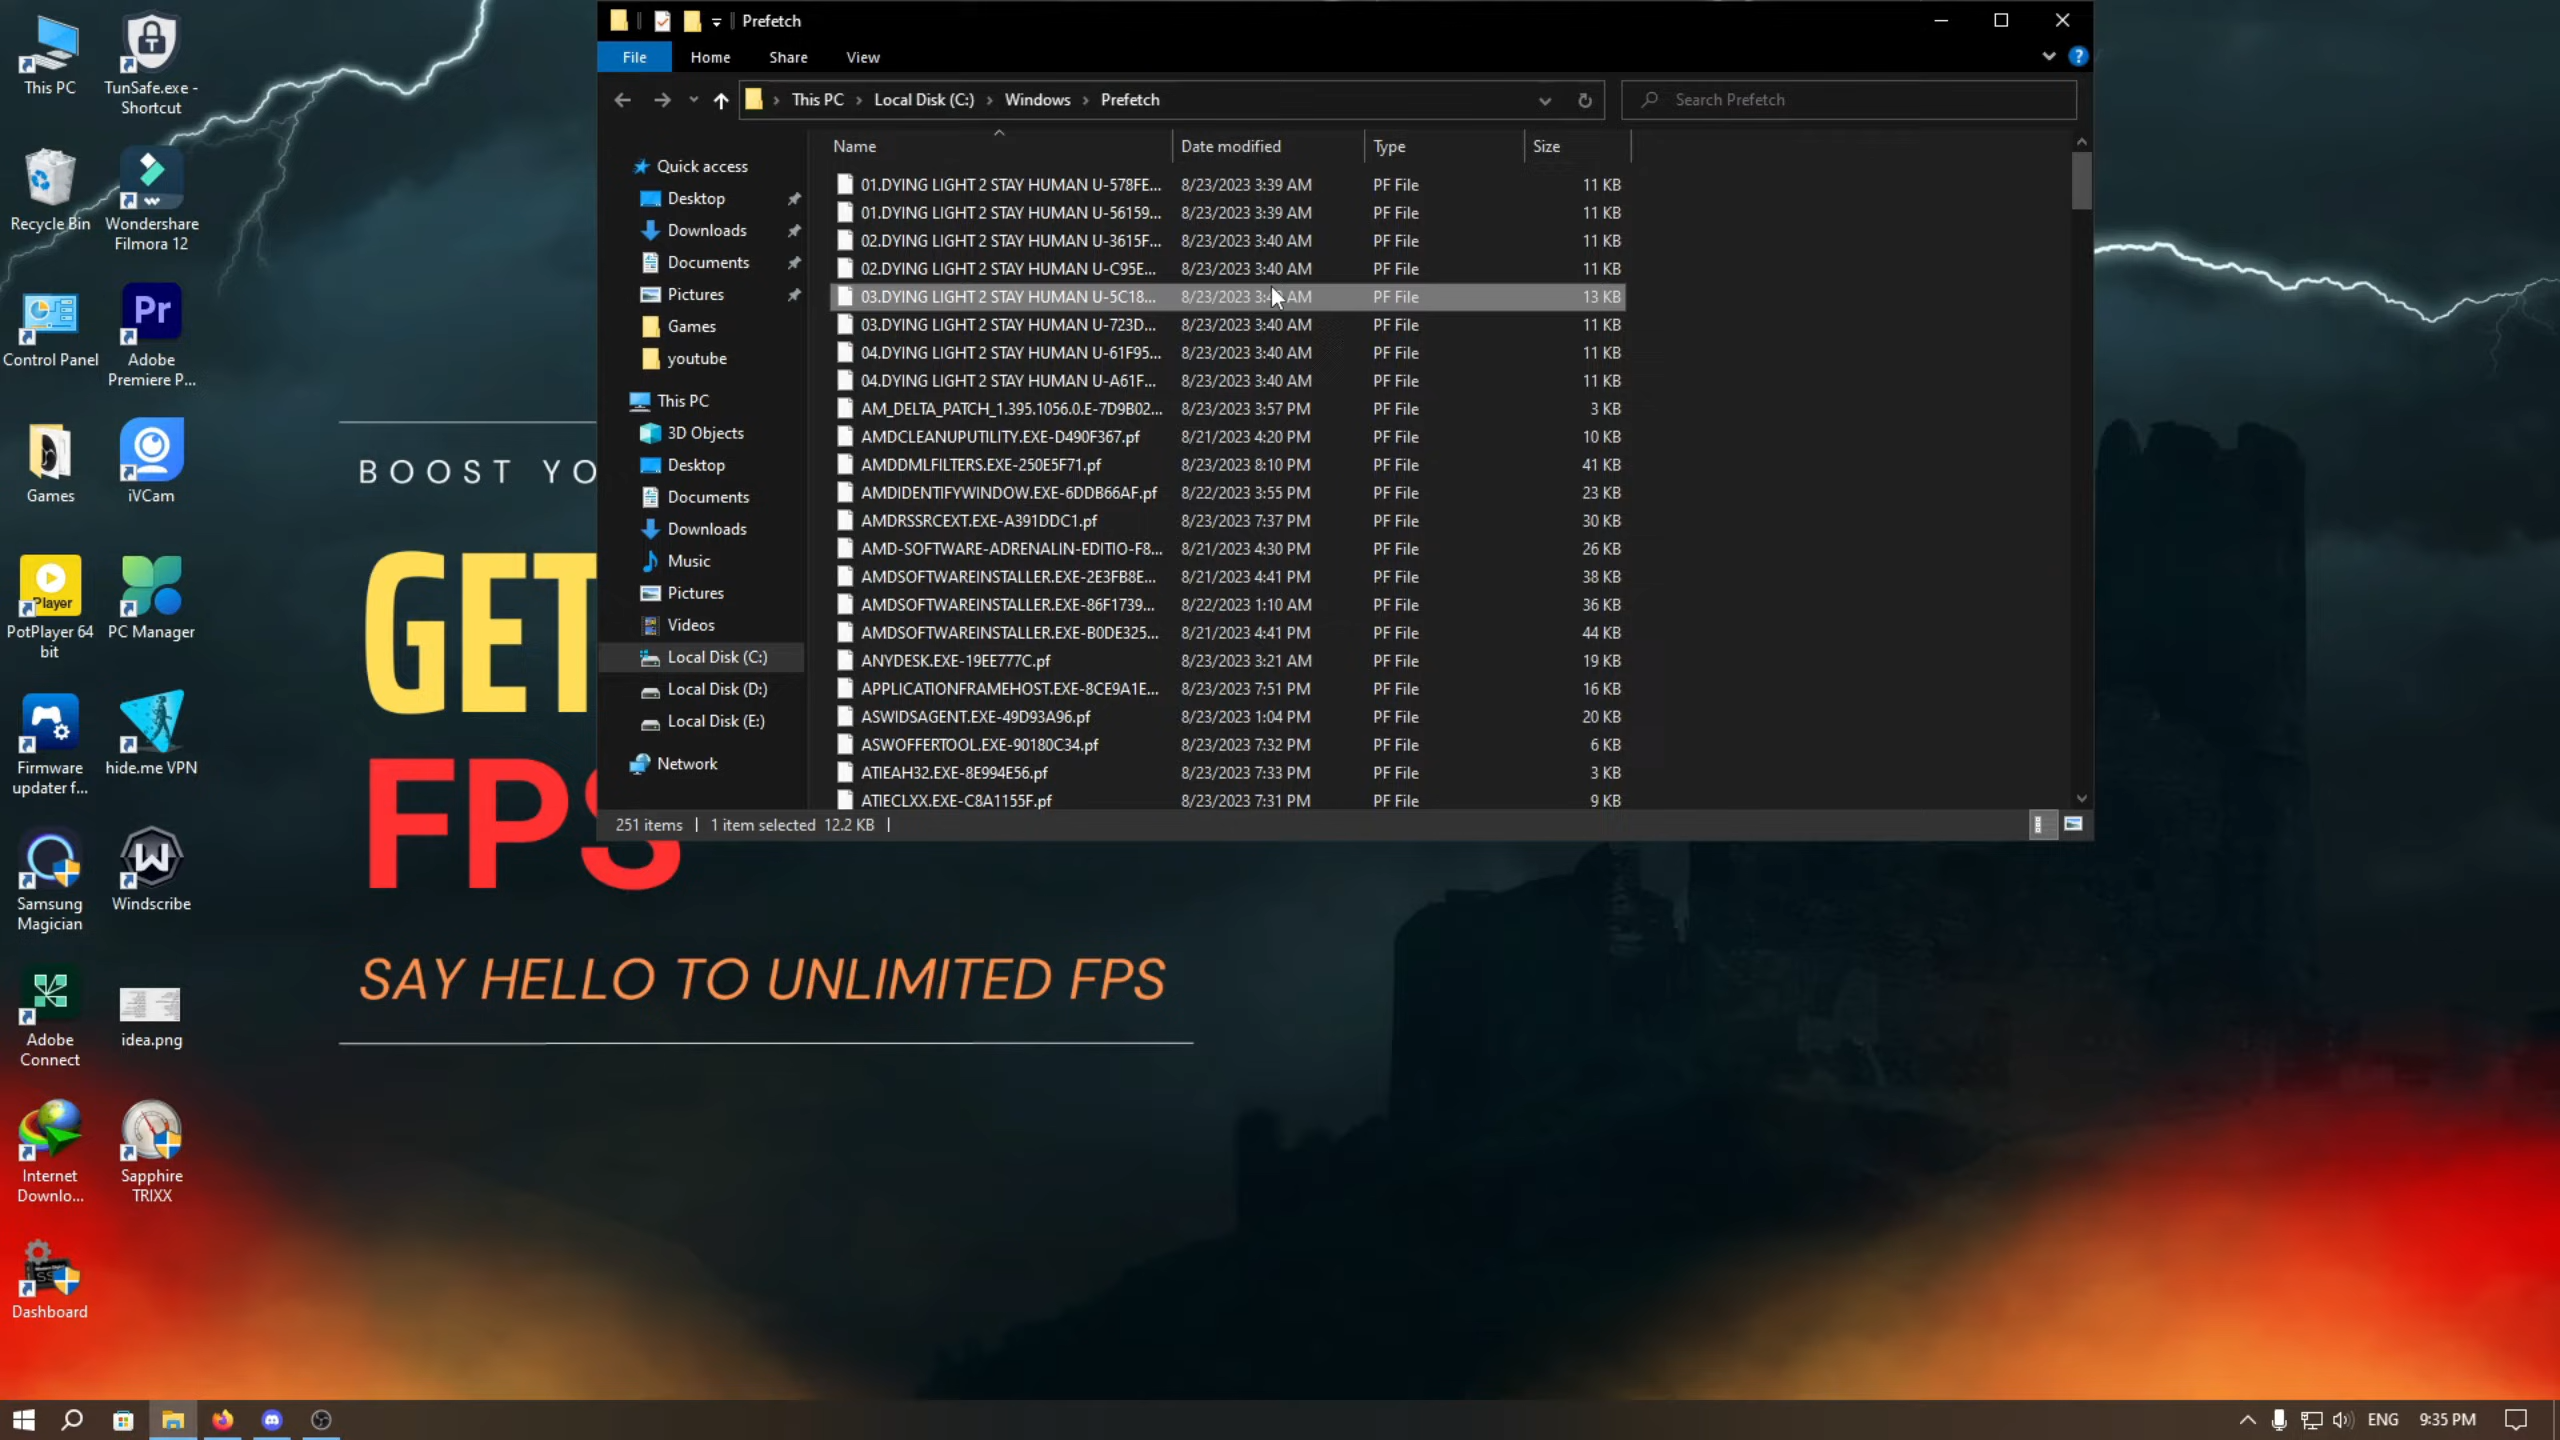 This PC
TunSafe.exe -
Shortcut
Recycle Bin
Wondershare
Filmora 12
Control Panel
Adobe
Premiere P...
Games
iVCam
Player
PotPlayer 64
bit
PC Manager
Firmware
updater f...
hide.me VPN
Samsung
Magician
Windscribe
Adobe
Connect
idea.png
Internet
Downlo...
Sapphire
TRIXX
Dashboard
BOOST YO
GET
FPS
SAY HELLO TO UNLIMITED FPS
Prefetch
File Home Share View
This PC › Local Disk (C:) › Windows › Prefetch
Search Prefetch
Quick access
Desktop
Downloads
Documents
Pictures
Games
youtube
This PC
3D Objects
Desktop
Documents
Downloads
Music
Pictures
Videos
Local Disk (C:)
Local Disk (D:)
Local Disk (E:)
Network
Name Date modified Type Size
01.DYING LIGHT 2 STAY HUMAN U-578FE... 8/23/2023 3:39 AM PF File 11 KB
01.DYING LIGHT 2 STAY HUMAN U-56159... 8/23/2023 3:39 AM PF File 11 KB
02.DYING LIGHT 2 STAY HUMAN U-3615F... 8/23/2023 3:40 AM PF File 11 KB
02.DYING LIGHT 2 STAY HUMAN U-C95E... 8/23/2023 3:40 AM PF File 11 KB
03.DYING LIGHT 2 STAY HUMAN U-5C18... 8/23/2023 AM PF File 13 KB
03.DYING LIGHT 2 STAY HUMAN U-723D... 8/23/2023 3:40 AM PF File 11 KB
04.DYING LIGHT 2 STAY HUMAN U-61F95... 8/23/2023 3:40 AM PF File 11 KB
04.DYING LIGHT 2 STAY HUMAN U-A61F... 8/23/2023 3:40 AM PF File 11 KB
AM_DELTA_PATCH_1.395.1056.0.E-7D9B02... 8/23/2023 3:57 PM PF File 3 KB
AMDCLEANUPUTILITY.EXE-D490F367.pf 8/21/2023 4:20 PM PF File 10 KB
AMDDMLFILTERS.EXE-250E5F71.pf 8/23/2023 8:10 PM PF File 41 KB
AMDIDENTIFYWINDOW.EXE-6DDB66AF.pf 8/22/2023 3:55 PM PF File 23 KB
AMDRSSRCEXT.EXE-A391DDC1.pf 8/23/2023 7:37 PM PF File 30 KB
AMD-SOFTWARE-ADRENALIN-EDITIO-F8... 8/21/2023 4:30 PM PF File 26 KB
AMDSOFTWAREINSTALLER.EXE-2E3FB8E... 8/21/2023 4:41 PM PF File 38 KB
AMDSOFTWAREINSTALLER.EXE-86F1739... 8/22/2023 1:10 AM PF File 36 KB
AMDSOFTWAREINSTALLER.EXE-B0DE325... 8/21/2023 4:41 PM PF File 44 KB
ANYDESK.EXE-19EE777C.pf 8/23/2023 3:21 AM PF File 19 KB
APPLICATIONFRAMEHOST.EXE-8CE9A1E... 8/23/2023 7:51 PM PF File 16 KB
ASWIDSAGENT.EXE-49D93A96.pf 8/23/2023 1:04 PM PF File 20 KB
ASWOFFERTOOL.EXE-90180C34.pf 8/23/2023 7:32 PM PF File 6 KB
ATIEAH32.EXE-8E994E56.pf 8/23/2023 7:33 PM PF File 3 KB
ATIECLXX.EXE-C8A1155F.pf 8/23/2023 7:31 PM PF File 9 KB
251 items | 1 item selected 12.2 KB |
ENG 9:35 PM